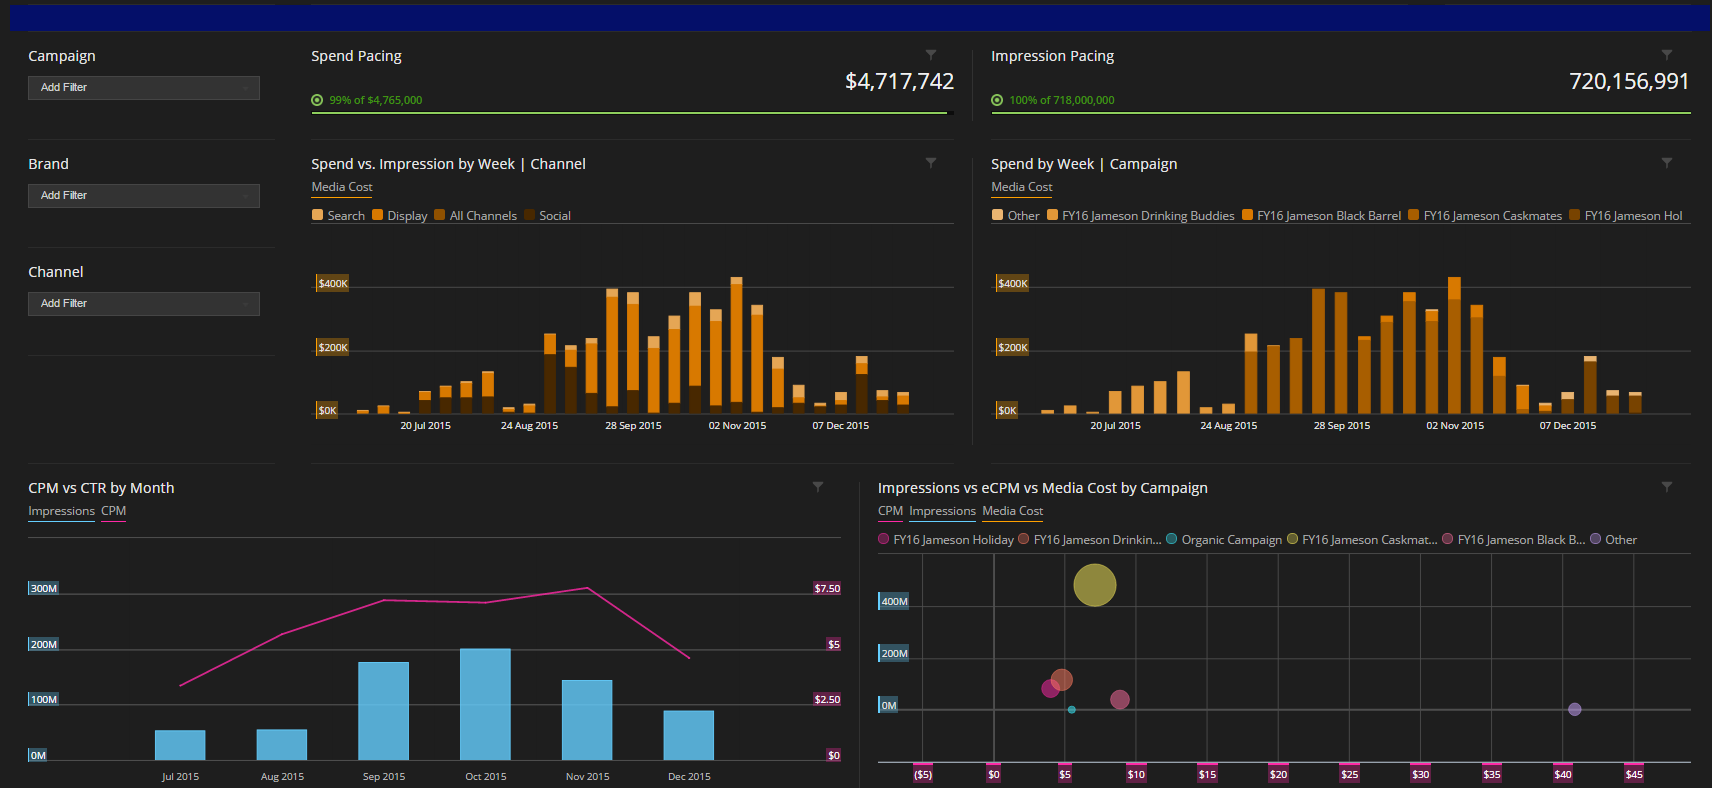 Campaign
Add Filter
Brand
Add Filter
Channel
Add Filter
Spend Pacing
$4,717,742
99% of $4,765,000
Impression Pacing
720,156,991
100% of 718,000,000
Spend vs. Impression by Week | Channel
Media Cost
Search Display All Channels Social
$400K
$200K
$0K
20 Jul 2015 24 Aug 2015 28 Sep 2015 02 Nov 2015 07 Dec 2015
Spend by Week | Campaign
Media Cost
Other FY16 Jameson Drinking Buddies FY16 Jameson Black Barrel FY16 Jameson Caskmates FY16 Jameson Hol
$400K
$200K
$0K
20 Jul 2015 24 Aug 2015 28 Sep 2015 02 Nov 2015 07 Dec 2015
CPM vs CTR by Month
Impressions CPM
300M $7.50
200M $5
100M $2.50
0M $0
Jul 2015 Aug 2015 Sep 2015 Oct 2015 Nov 2015 Dec 2015
Impressions vs eCPM vs Media Cost by Campaign
CPM Impressions Media Cost
FY16 Jameson Holiday FY16 Jameson Drinkin... Organic Campaign FY16 Jameson Caskmat... FY16 Jameson Black B... Other
400M
200M
0M
($5) $0 $5 $10 $15 $20 $25 $30 $35 $40 $45